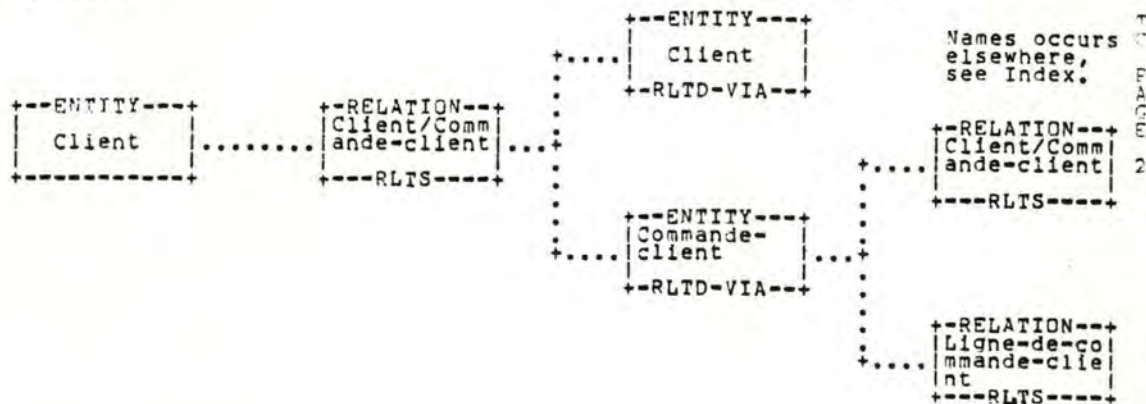 +--ENTITY---+
Client
+-RELATION--+
Client/Comm
ande-client
+----RLTS-----+
+--ENTITY---+
Client
+-RLTD-VIA--+
+--ENTITY---+
Commande-
client
+-RLTD-VIA--+
Names occurs
elsewhere,
see Index.
+-RELATION--+
Client/Comm
ande-client
+----RLTS-----+
+-RELATION--+
Ligne-de-co
mmande-clie
nt
+----RLTS-----+
2